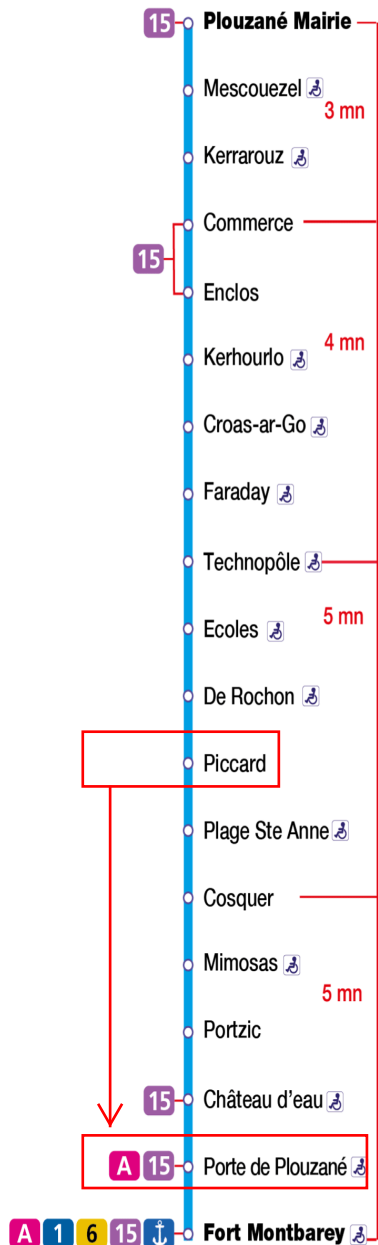 15 Plouzané Mairie
Mescouezel
3 mn
Kerrarouz
Commerce
15
Enclos
4 mn
Kerhourlo
Croas-ar-Go
Faraday
Technopôle
5 mn
Ecoles
De Rochon
Piccard
Plage Ste Anne
Cosquer
Mimosas
5 mn
Portzic
15 Château d'eau
A 15 Porte de Plouzané
A 1 6 15 Fort Montbarey